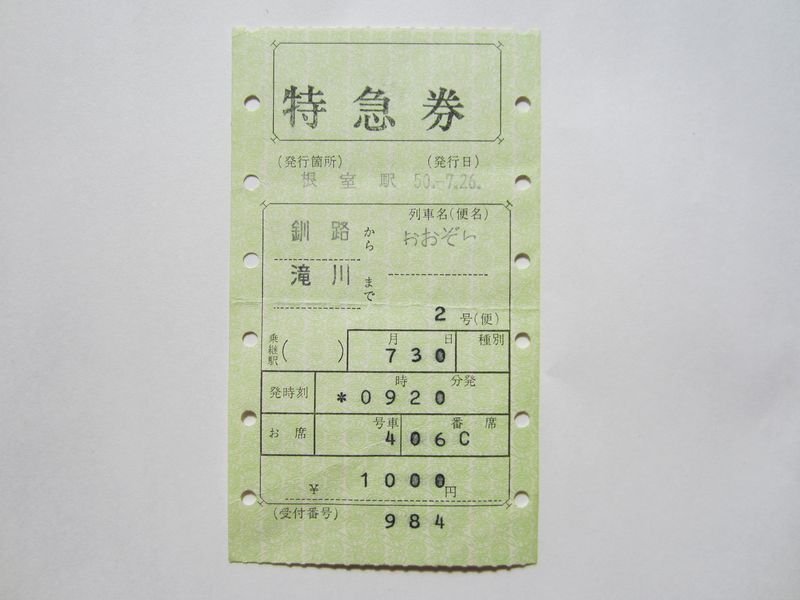 特急券
(発行箇所) (発行日)
根室駅 50.-7.26.
列車名(便名)
釧路から おおぞら
滝川まで
2号(便)
乗継駅( ) 月 日 種別
730
発時刻 時 分発
*0920
お席 号車 番 席
4 06C
¥ 1000円
(受付番号) 984